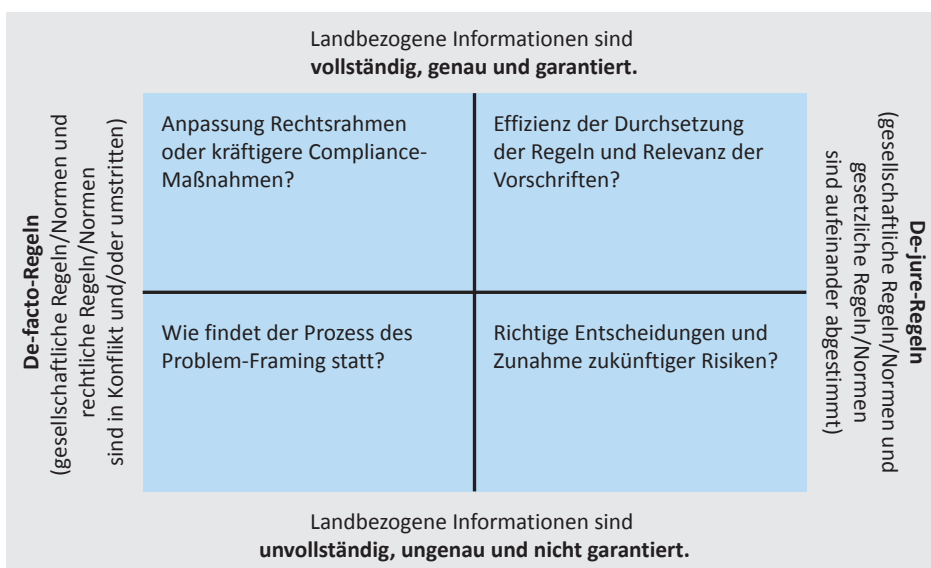 Landbezogene Informationen sind
vollständig, genau und garantiert.
De-facto-Regeln
(gesellschaftliche Regeln/Normen und
rechtliche Regeln/Normen
sind in Konflikt und/oder umstritten)
Anpassung Rechtsrahmen
oder kräftigere Compliance-
Maßnahmen?
Effizienz der Durchsetzung
der Regeln und Relevanz der
Vorschriften?
Wie findet der Prozess des
Problem-Framing statt?
Richtige Entscheidungen und
Zunahme zukünftiger Risiken?
De-jure-Regeln
(gesellschaftliche Regeln/Normen und
gesetzliche Regeln/Normen
sind aufeinander abgestimmt)
Landbezogene Informationen sind
unvollständig, ungenau und nicht garantiert.